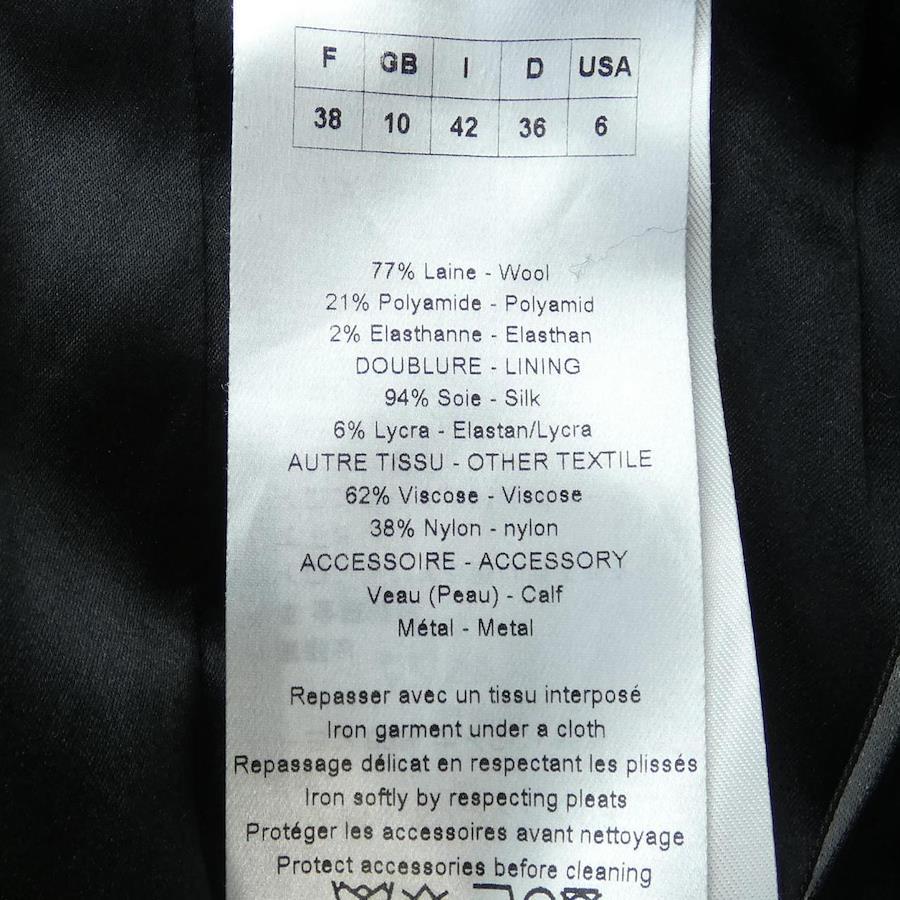 F GB I D USA
38 10 42 36 6
77% Laine - Wool
21% Polyamide - Polyamid
2% Elasthanne - Elasthan
DOUBLURE - LINING
94% Soie - Silk
6% Lycra - Elastan/Lycra
AUTRE TISSU - OTHER TEXTILE
62% Viscose - Viscose
38% Nylon - nylon
ACCESSOIRE - ACCESSORY
Veau (Peau) - Calf
Métal - Metal
Repasser avec un tissu interposé
Iron garment under a cloth
Repassage délicat en respectant les plissés
Iron softly by respecting pleats
Protéger les accessoires avant nettoyage
Protect accessories before cleaning